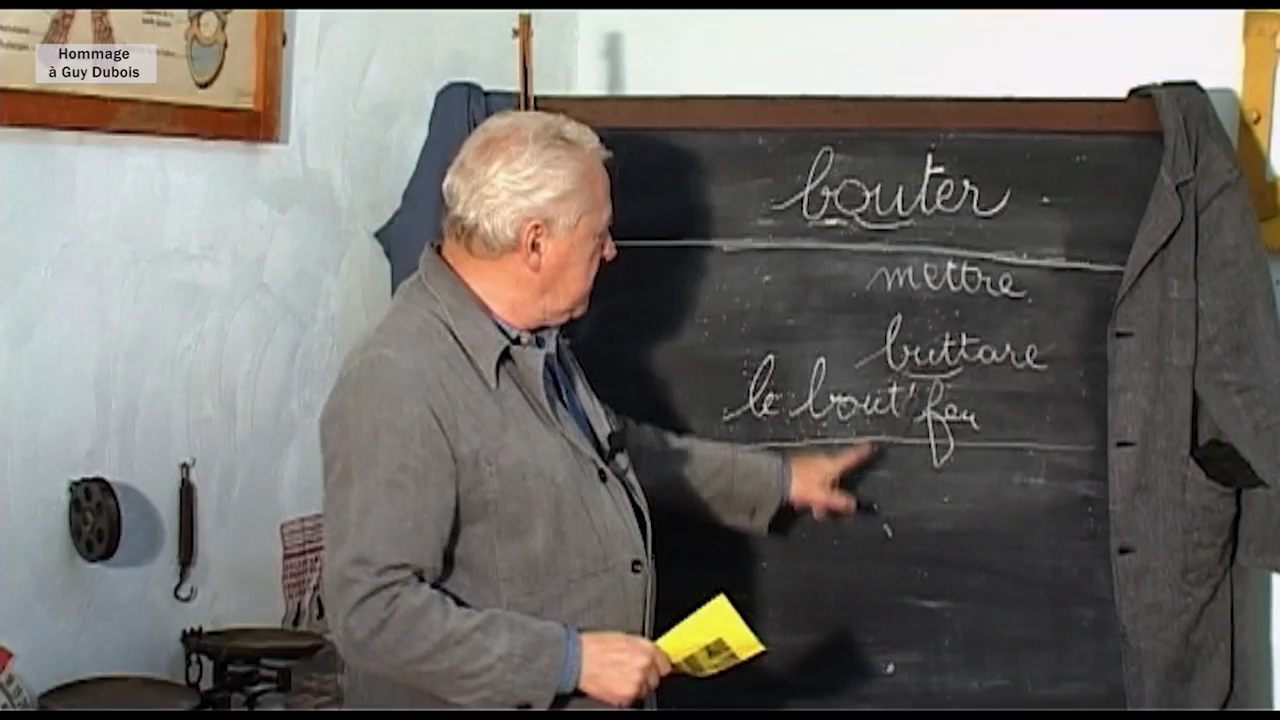 Hommage
à Guy Dubois
bouter
mettre
buttare
le bout'feu